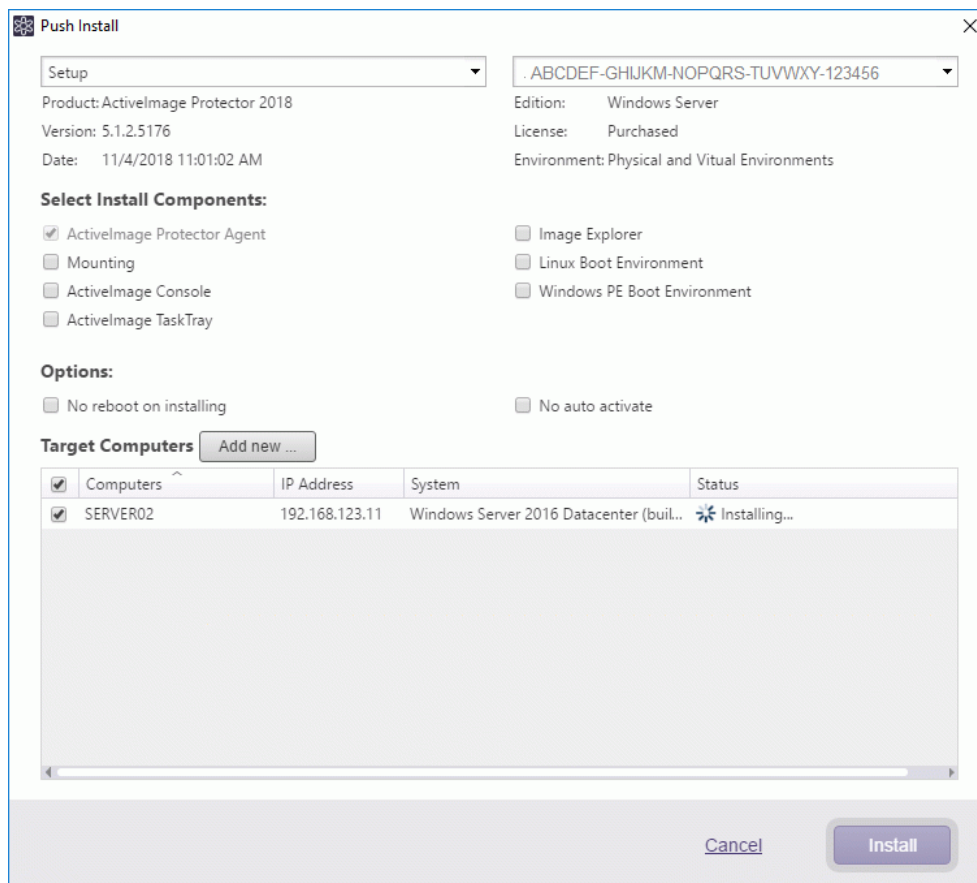 Push Install
Setup
. ABCDEF-GHIJKM-NOPQRS-TUVWXY-123456
Product: ActiveImage Protector 2018
Edition: Windows Server
Version: 5.1.2.5176
License: Purchased
Date: 11/4/2018 11:01:02 AM
Environment: Physical and Vitual Environments
Select Install Components:
ActiveImage Protector Agent
Image Explorer
Mounting
Linux Boot Environment
ActiveImage Console
Windows PE Boot Environment
ActiveImage TaskTray
Options:
No reboot on installing
No auto activate
Target Computers Add new ...
Computers IP Address System Status
SERVER02 192.168.123.11 Windows Server 2016 Datacenter (buil... Installing...
Cancel Install